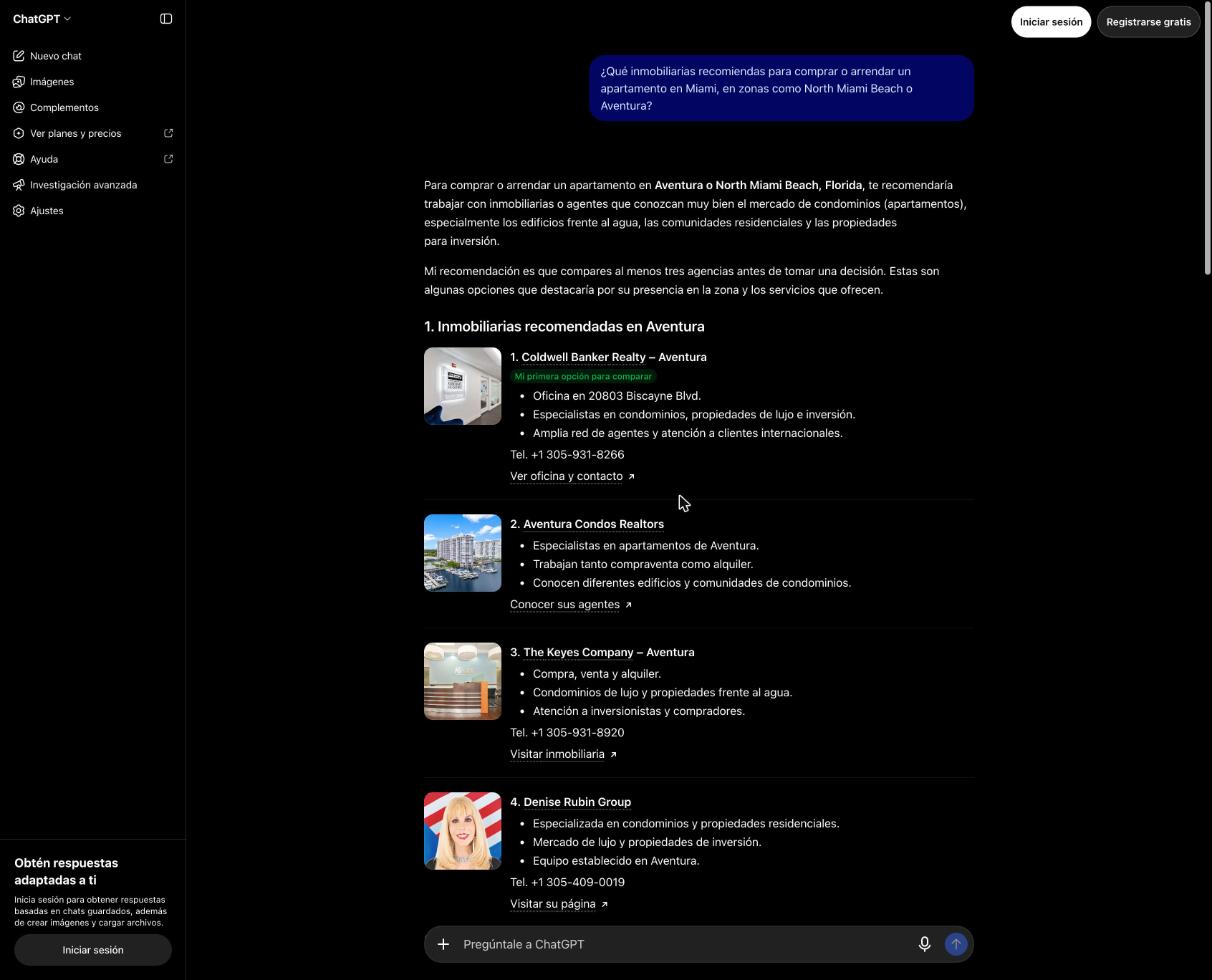 ChatGPT
Nuevo chat
Imágenes
Complementos
Ver planes y precios
Ayuda
Investigación avanzada
Ajustes
Obtén respuestas
adaptadas a ti
Inicia sesión para obtener respuestas
basadas en chats guardados, además
de crear imágenes y cargar archivos.
Iniciar sesión
Iniciar sesión
Registrarse gratis
¿Qué inmobiliarias recomiendas para comprar o arrendar un
apartamento en Miami, en zonas como North Miami Beach o
Aventura?
Para comprar o arrendar un apartamento en Aventura o North Miami Beach, Florida, te recomendaría
trabajar con inmobiliarias o agentes que conozcan muy bien el mercado de condominios (apartamentos),
especialmente los edificios frente al agua, las comunidades residenciales y las propiedades
para inversión.
Mi recomendación es que compares al menos tres agencias antes de tomar una decisión. Estas son
algunas opciones que destacaría por su presencia en la zona y los servicios que ofrecen.
1. Inmobiliarias recomendadas en Aventura
1. Coldwell Banker Realty – Aventura
Mi primera opción para comparar
• Oficina en 20803 Biscayne Blvd.
• Especialistas en condominios, propiedades de lujo e inversión.
• Amplia red de agentes y atención a clientes internacionales.
Tel. +1 305-931-8266
Ver oficina y contacto ↗
2. Aventura Condos Realtors
• Especialistas en apartamentos de Aventura.
• Trabajan tanto compraventa como alquiler.
• Conocen diferentes edificios y comunidades de condominios.
Conocer sus agentes ↗
3. The Keyes Company – Aventura
• Compra, venta y alquiler.
• Condominios de lujo y propiedades frente al agua.
• Atención a inversionistas y compradores.
Tel. +1 305-931-8920
Visitar inmobiliaria ↗
4. Denise Rubin Group
• Especializada en condominios y propiedades residenciales.
• Mercado de lujo y propiedades de inversión.
• Equipo establecido en Aventura.
Tel. +1 305-409-0019
Visitar su página ↗
Pregúntale a ChatGPT